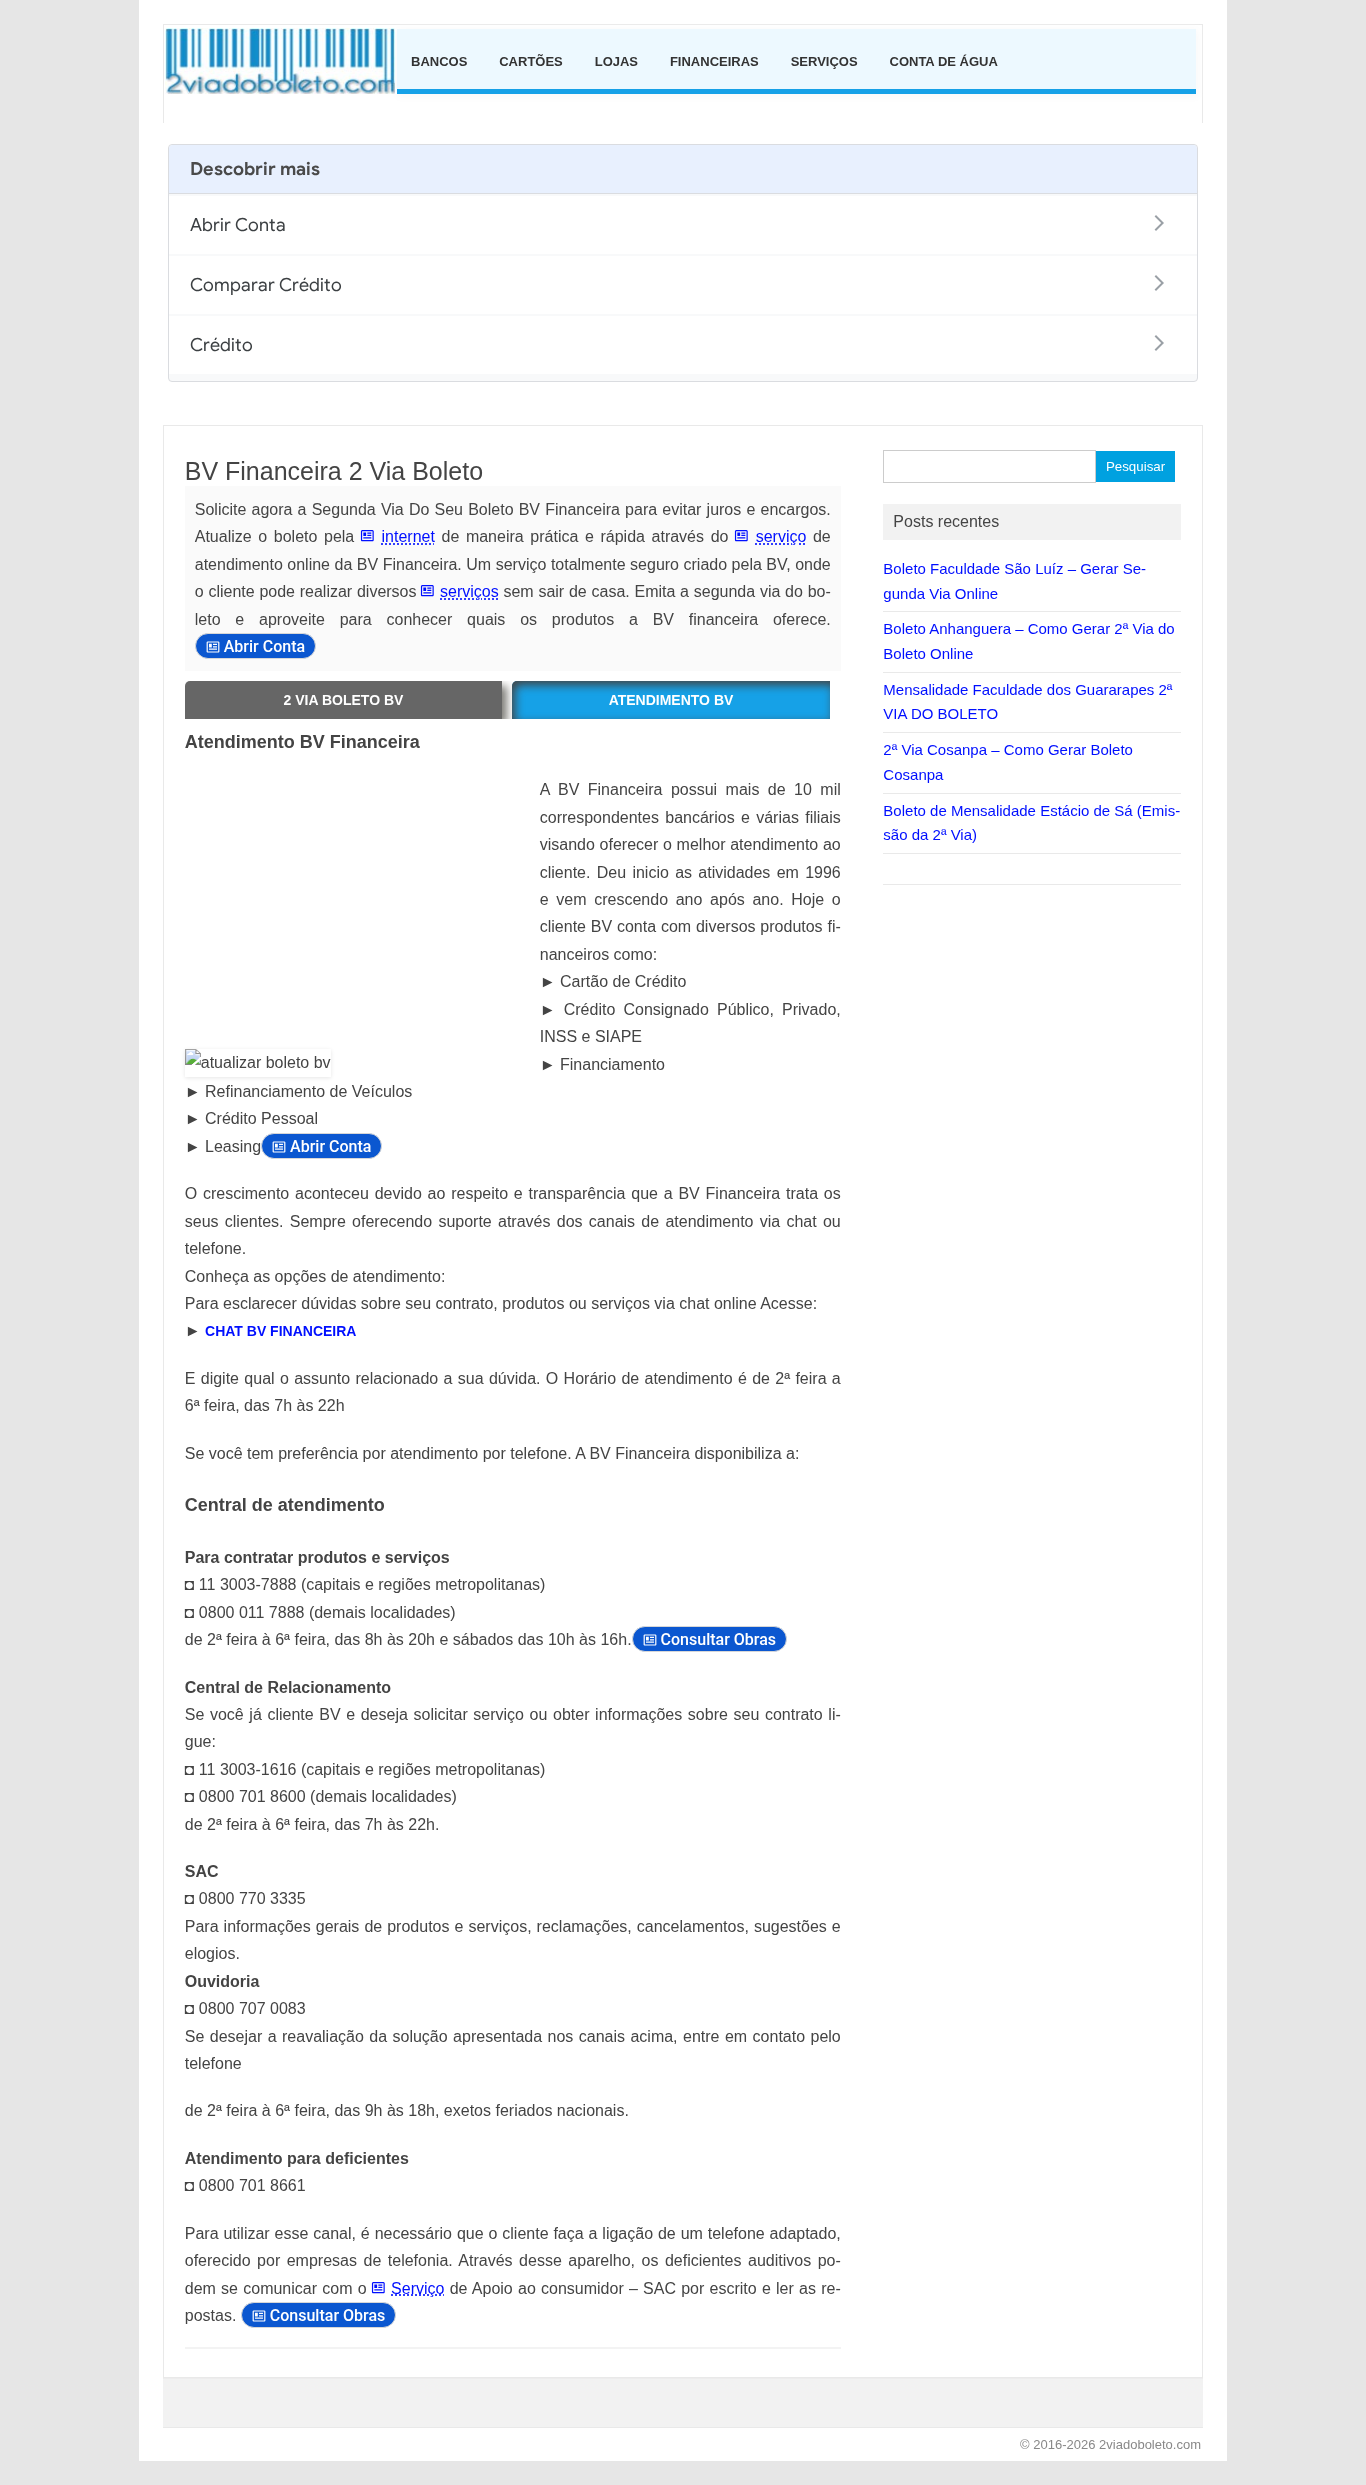 2viadoboleto.com
BANCOS CARTÕES LOJAS FINANCEIRAS SERVIÇOS CONTA DE ÁGUA
Descobrir mais
Abrir Conta
Comparar Crédito
Crédito
BV Financeira 2 Via Boleto
Solicite agora a Segunda Via Do Seu Boleto BV Financeira para evitar juros e encargos.
Atualize o boleto pela internet de maneira prática e rápida através do serviço de
atendimento online da BV Financeira. Um serviço totalmente seguro criado pela BV, onde
o cliente pode realizar diversos serviços sem sair de casa. Emita a segunda via do bo-
leto e aproveite para conhecer quais os produtos a BV financeira oferece.
Abrir Conta
2 VIA BOLETO BV
ATENDIMENTO BV
Atendimento BV Financeira
A BV Financeira possui mais de 10 mil
correspondentes bancários e várias filiais
visando oferecer o melhor atendimento ao
cliente. Deu inicio as atividades em 1996
e vem crescendo ano após ano. Hoje o
cliente BV conta com diversos produtos fi-
nanceiros como:
► Cartão de Crédito
► Crédito Consignado Público, Privado,
INSS e SIAPE
atualizar boleto bv
► Financiamento
► Refinanciamento de Veículos
► Crédito Pessoal
► Leasing Abrir Conta
O crescimento aconteceu devido ao respeito e transparência que a BV Financeira trata os
seus clientes. Sempre oferecendo suporte através dos canais de atendimento via chat ou
telefone.
Conheça as opções de atendimento:
Para esclarecer dúvidas sobre seu contrato, produtos ou serviços via chat online Acesse:
► CHAT BV FINANCEIRA
E digite qual o assunto relacionado a sua dúvida. O Horário de atendimento é de 2ª feira a
6ª feira, das 7h às 22h
Se você tem preferência por atendimento por telefone. A BV Financeira disponibiliza a:
Central de atendimento
Para contratar produtos e serviços
◘ 11 3003-7888 (capitais e regiões metropolitanas)
◘ 0800 011 7888 (demais localidades)
de 2ª feira à 6ª feira, das 8h às 20h e sábados das 10h às 16h. Consultar Obras
Central de Relacionamento
Se você já cliente BV e deseja solicitar serviço ou obter informações sobre seu contrato li-
gue:
◘ 11 3003-1616 (capitais e regiões metropolitanas)
◘ 0800 701 8600 (demais localidades)
de 2ª feira à 6ª feira, das 7h às 22h.
SAC
◘ 0800 770 3335
Para informações gerais de produtos e serviços, reclamações, cancelamentos, sugestões e
elogios.
Ouvidoria
◘ 0800 707 0083
Se desejar a reavaliação da solução apresentada nos canais acima, entre em contato pelo
telefone
de 2ª feira à 6ª feira, das 9h às 18h, exetos feriados nacionais.
Atendimento para deficientes
◘ 0800 701 8661
Para utilizar esse canal, é necessário que o cliente faça a ligação de um telefone adaptado,
oferecido por empresas de telefonia. Através desse aparelho, os deficientes auditivos po-
dem se comunicar com o Serviço de Apoio ao consumidor – SAC por escrito e ler as re-
postas. Consultar Obras
Pesquisar
Posts recentes
Boleto Faculdade São Luíz – Gerar Se-
gunda Via Online
Boleto Anhanguera – Como Gerar 2ª Via do
Boleto Online
Mensalidade Faculdade dos Guararapes 2ª
VIA DO BOLETO
2ª Via Cosanpa – Como Gerar Boleto
Cosanpa
Boleto de Mensalidade Estácio de Sá (Emis-
são da 2ª Via)
© 2016-2026 2viadoboleto.com